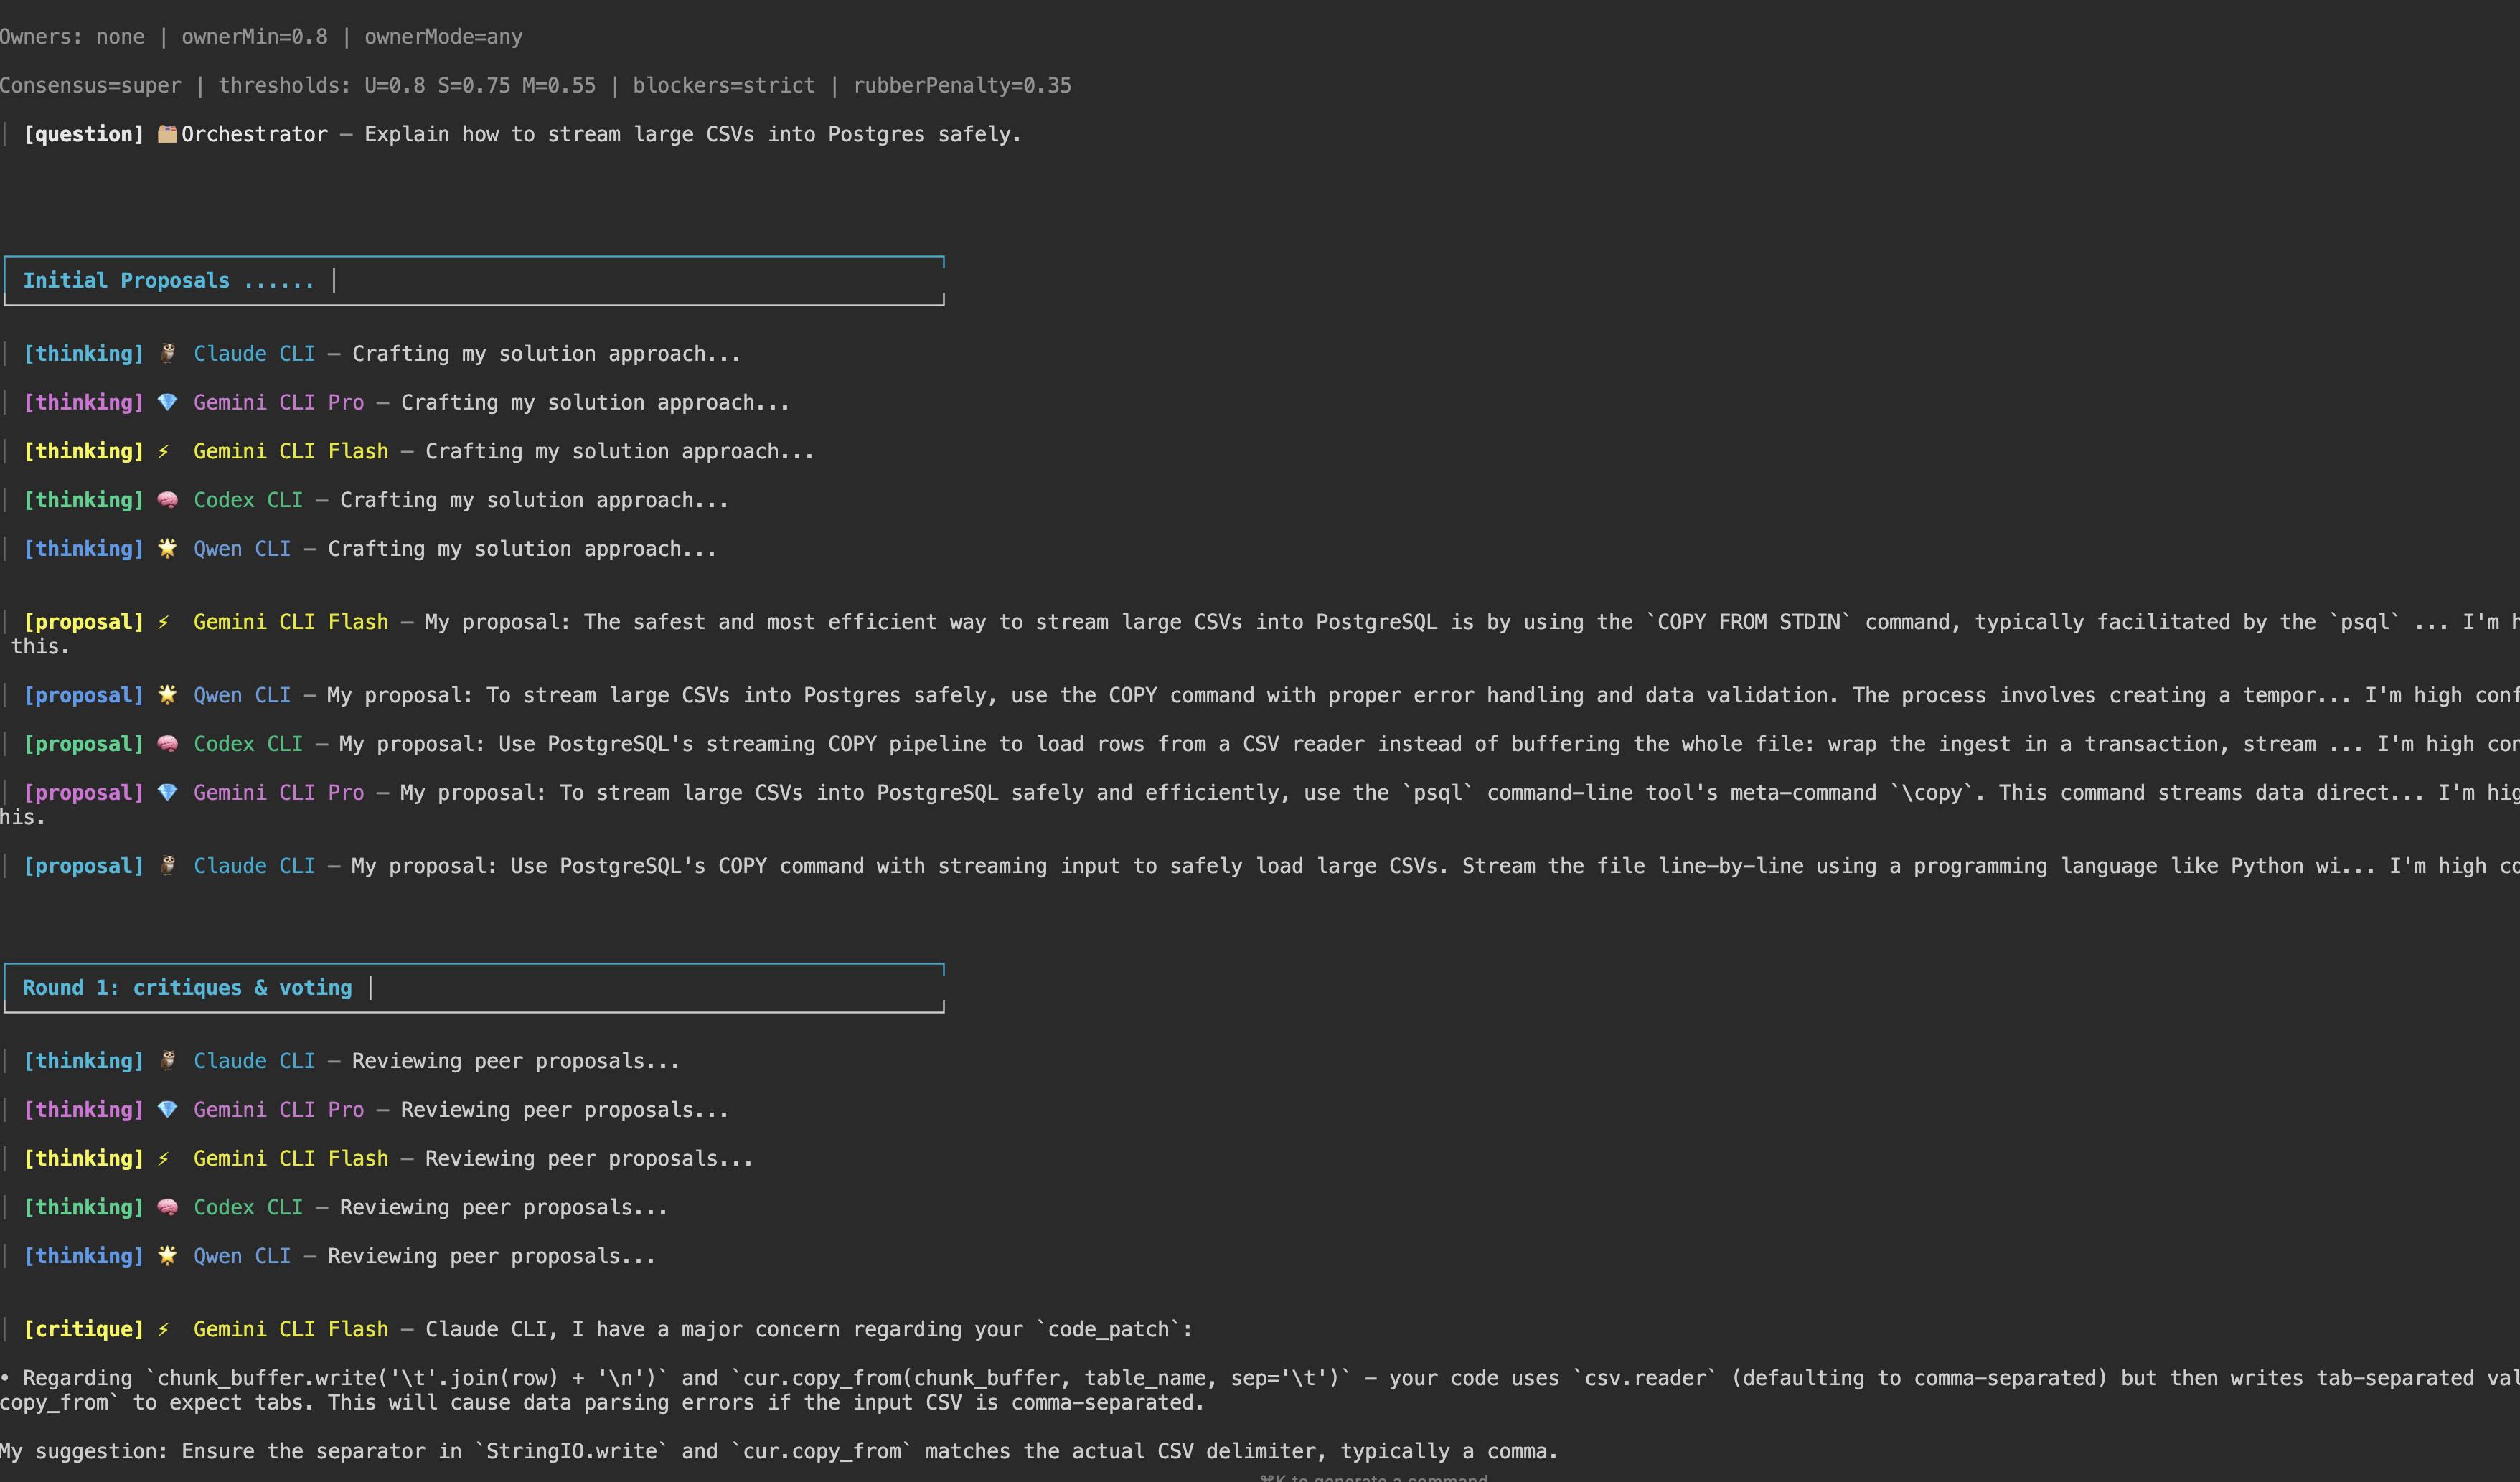 Owners: none | ownerMin=0.8 | ownerMode=any
Consensus=super | thresholds: U=0.8 S=0.75 M=0.55 | blockers=strict | rubberPenalty=0.35
│ [question] 🗂️Orchestrator — Explain how to stream large CSVs into Postgres safely.
Initial Proposals ...... │
│ [thinking] 🦉 Claude CLI — Crafting my solution approach...
│ [thinking] 💎 Gemini CLI Pro — Crafting my solution approach...
│ [thinking] ⚡ Gemini CLI Flash — Crafting my solution approach...
│ [thinking] 🧠 Codex CLI — Crafting my solution approach...
│ [thinking] 🌟 Qwen CLI — Crafting my solution approach...
│ [proposal] ⚡ Gemini CLI Flash — My proposal: The safest and most efficient way to stream large CSVs into PostgreSQL is by using the `COPY FROM STDIN` command, typically facilitated by the `psql` ... I'm
this.
│ [proposal] 🌟 Qwen CLI — My proposal: To stream large CSVs into Postgres safely, use the COPY command with proper error handling and data validation. The process involves creating a tempor... I'm high conf
│ [proposal] 🧠 Codex CLI — My proposal: Use PostgreSQL's streaming COPY pipeline to load rows from a CSV reader instead of buffering the whole file: wrap the ingest in a transaction, stream ... I'm high con
│ [proposal] 💎 Gemini CLI Pro — My proposal: To stream large CSVs into PostgreSQL safely and efficiently, use the `psql` command-line tool's meta-command `\copy`. This command streams data direct... I'm hig
his.
│ [proposal] 🦉 Claude CLI — My proposal: Use PostgreSQL's COPY command with streaming input to safely load large CSVs. Stream the file line-by-line using a programming language like Python wi... I'm high co
Round 1: critiques & voting │
│ [thinking] 🦉 Claude CLI — Reviewing peer proposals...
│ [thinking] 💎 Gemini CLI Pro — Reviewing peer proposals...
│ [thinking] ⚡ Gemini CLI Flash — Reviewing peer proposals...
│ [thinking] 🧠 Codex CLI — Reviewing peer proposals...
│ [thinking] 🌟 Qwen CLI — Reviewing peer proposals...
│ [critique] ⚡ Gemini CLI Flash — Claude CLI, I have a major concern regarding your `code_patch`:
• Regarding `chunk_buffer.write('\t'.join(row) + '\n')` and `cur.copy_from(chunk_buffer, table_name, sep='\t')` - your code uses `csv.reader` (defaulting to comma-separated) but then writes tab-separated val
copy_from` to expect tabs. This will cause data parsing errors if the input CSV is comma-separated.
My suggestion: Ensure the separator in `StringIO.write` and `cur.copy_from` matches the actual CSV delimiter, typically a comma.
⌘K to generate a command